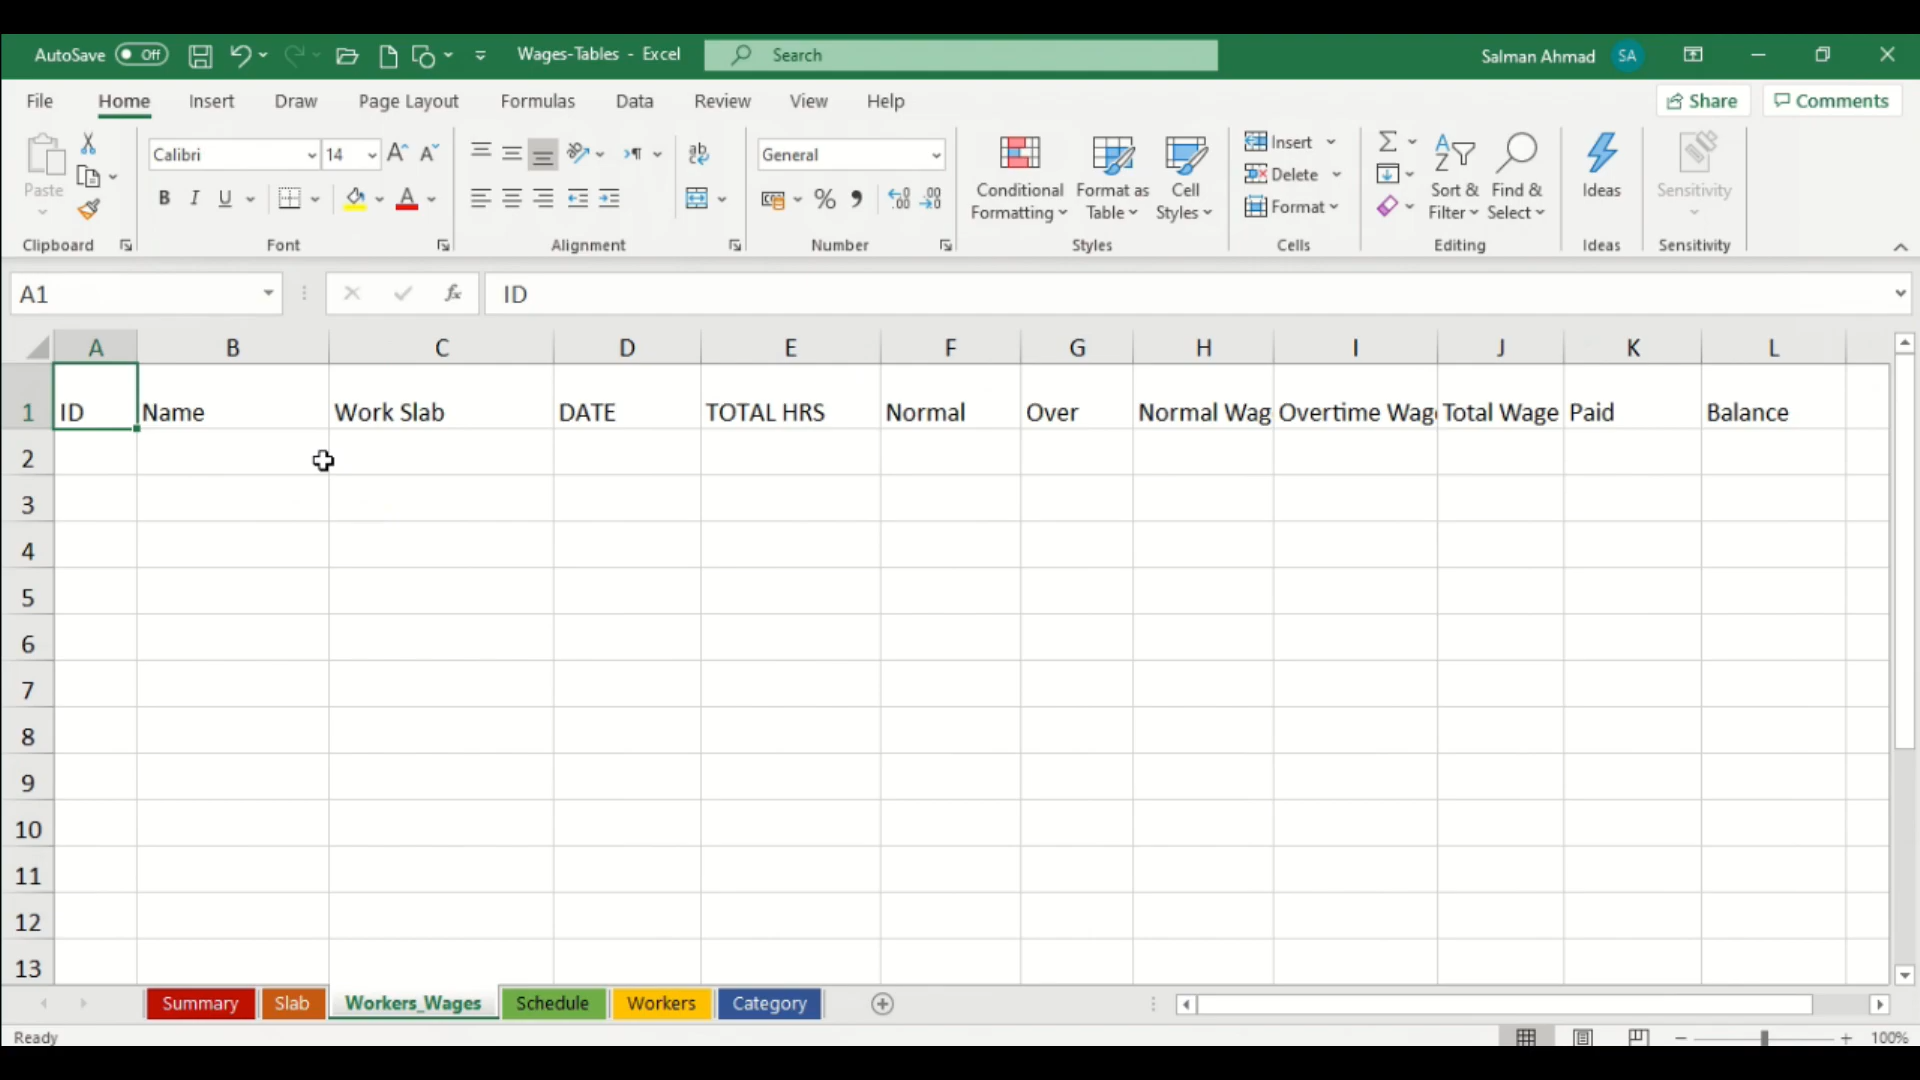 AutoSave Off Wages-Tables - Excel Search Salman Ahmad SA
File Home Insert Draw Page Layout Formulas Data Review View Help Share Comments
Paste
Calibri 14
B I U A
ab
General
% 9
Conditional Formatting
Format as Table
Cell Styles
Insert
Delete
Format
Sort & Filter
Find & Select
Ideas
Sensitivity
Clipboard Font Alignment Number Styles Cells Editing Ideas Sensitivity
A1 fx ID
A B C D E F G H I J K L
1 ID Name Work Slab DATE TOTAL HRS Normal Over Normal Wag Overtime Wag Total Wage Paid Balance
2
3
4
5
6
7
8
9
10
11
12
13
Summary Slab Workers_Wages Schedule Workers Category
Ready 100%